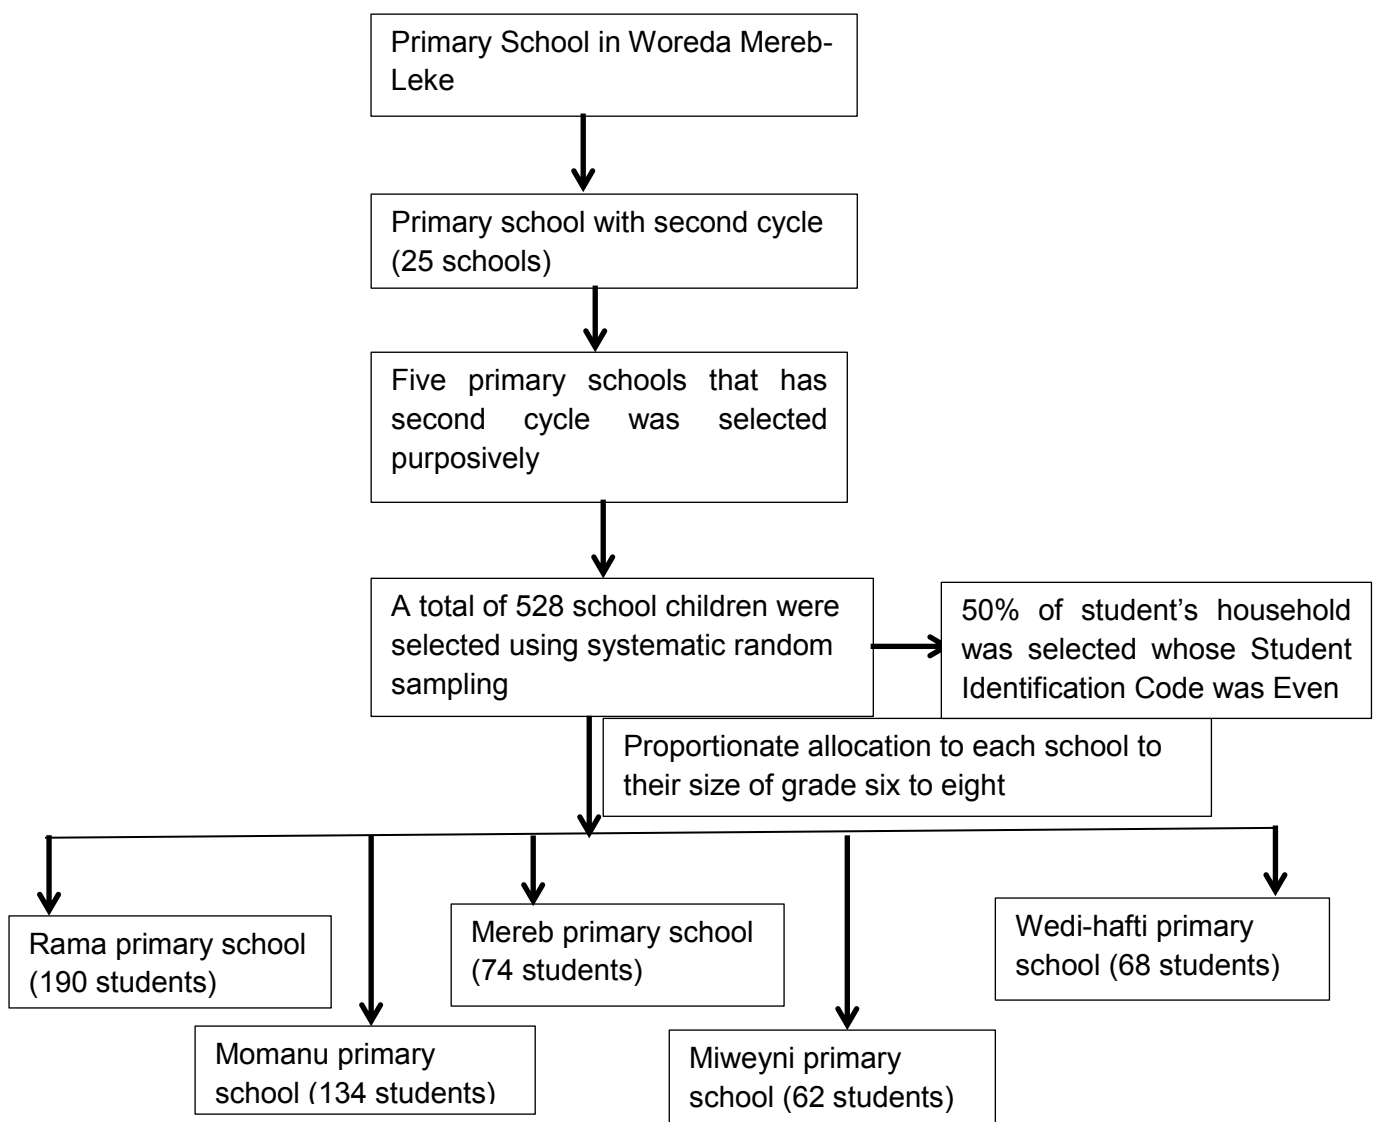 Primary School in Woreda Mereb-
Leke
Primary school with second cycle
(25 schools)
Five primary schools that has
second cycle was selected
purposively
A total of 528 school children were
selected using systematic random
sampling
50% of student’s household
was selected whose Student
Identification Code was Even
Proportionate allocation to each school to
their size of grade six to eight
Rama primary school
(190 students)
Momanu primary
school (134 students)
Mereb primary school
(74 students)
Miweyni primary
school (62 students)
Wedi-hafti primary
school (68 students)